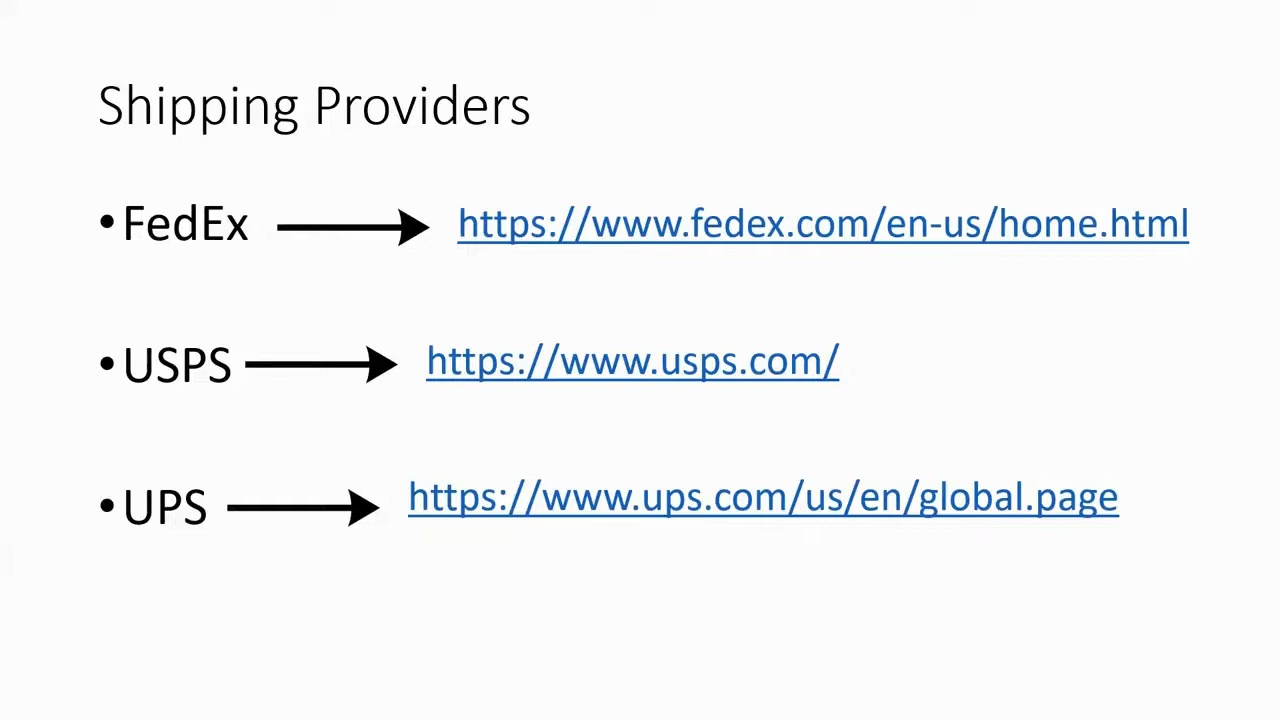 Shipping Providers
•FedEx https://www.fedex.com/en-us/home.html
•USPS https://www.usps.com/
•UPS https://www.ups.com/us/en/global.page